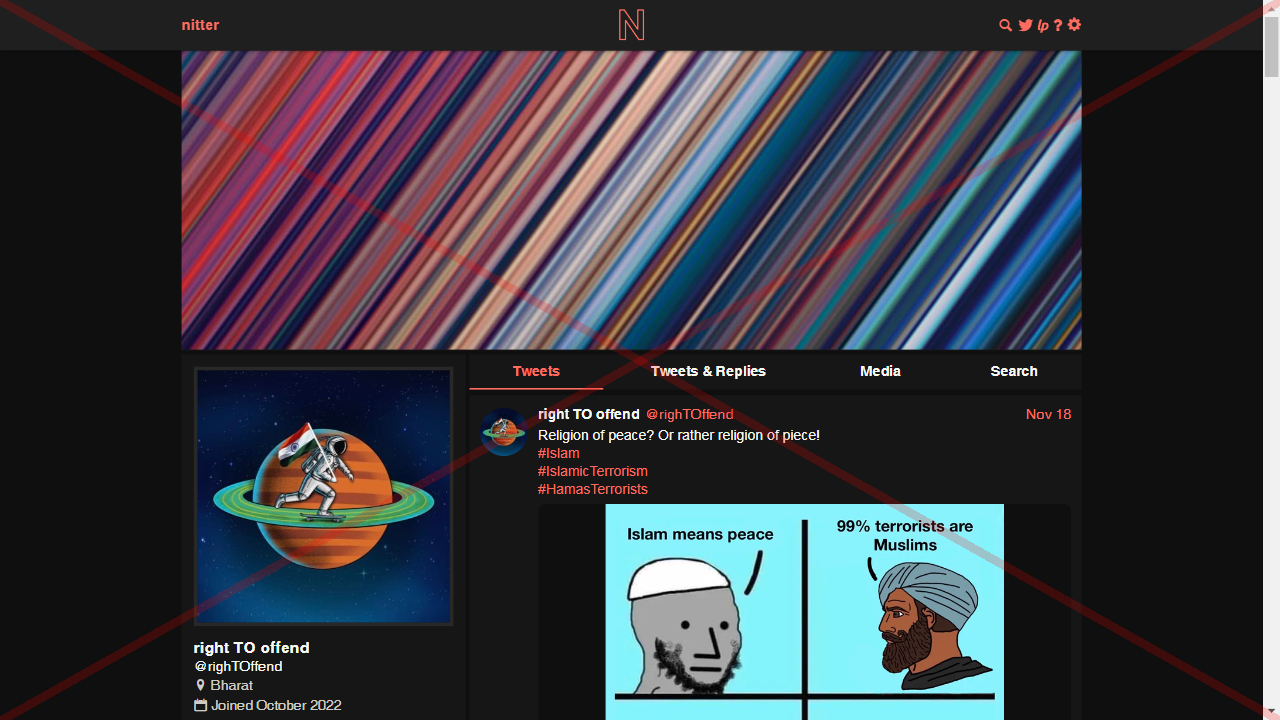 nitter
N
lp ?
Tweets
Tweets & Replies
Media
Search
right TO offend @righTOffend Nov 18
Religion of peace? Or rather religion of piece!
#Islam
#IslamicTerrorism
#HamasTerrorists
Islam means peace
99% terrorists are
Muslims
right TO offend
@righTOffend
Bharat
Joined October 2022